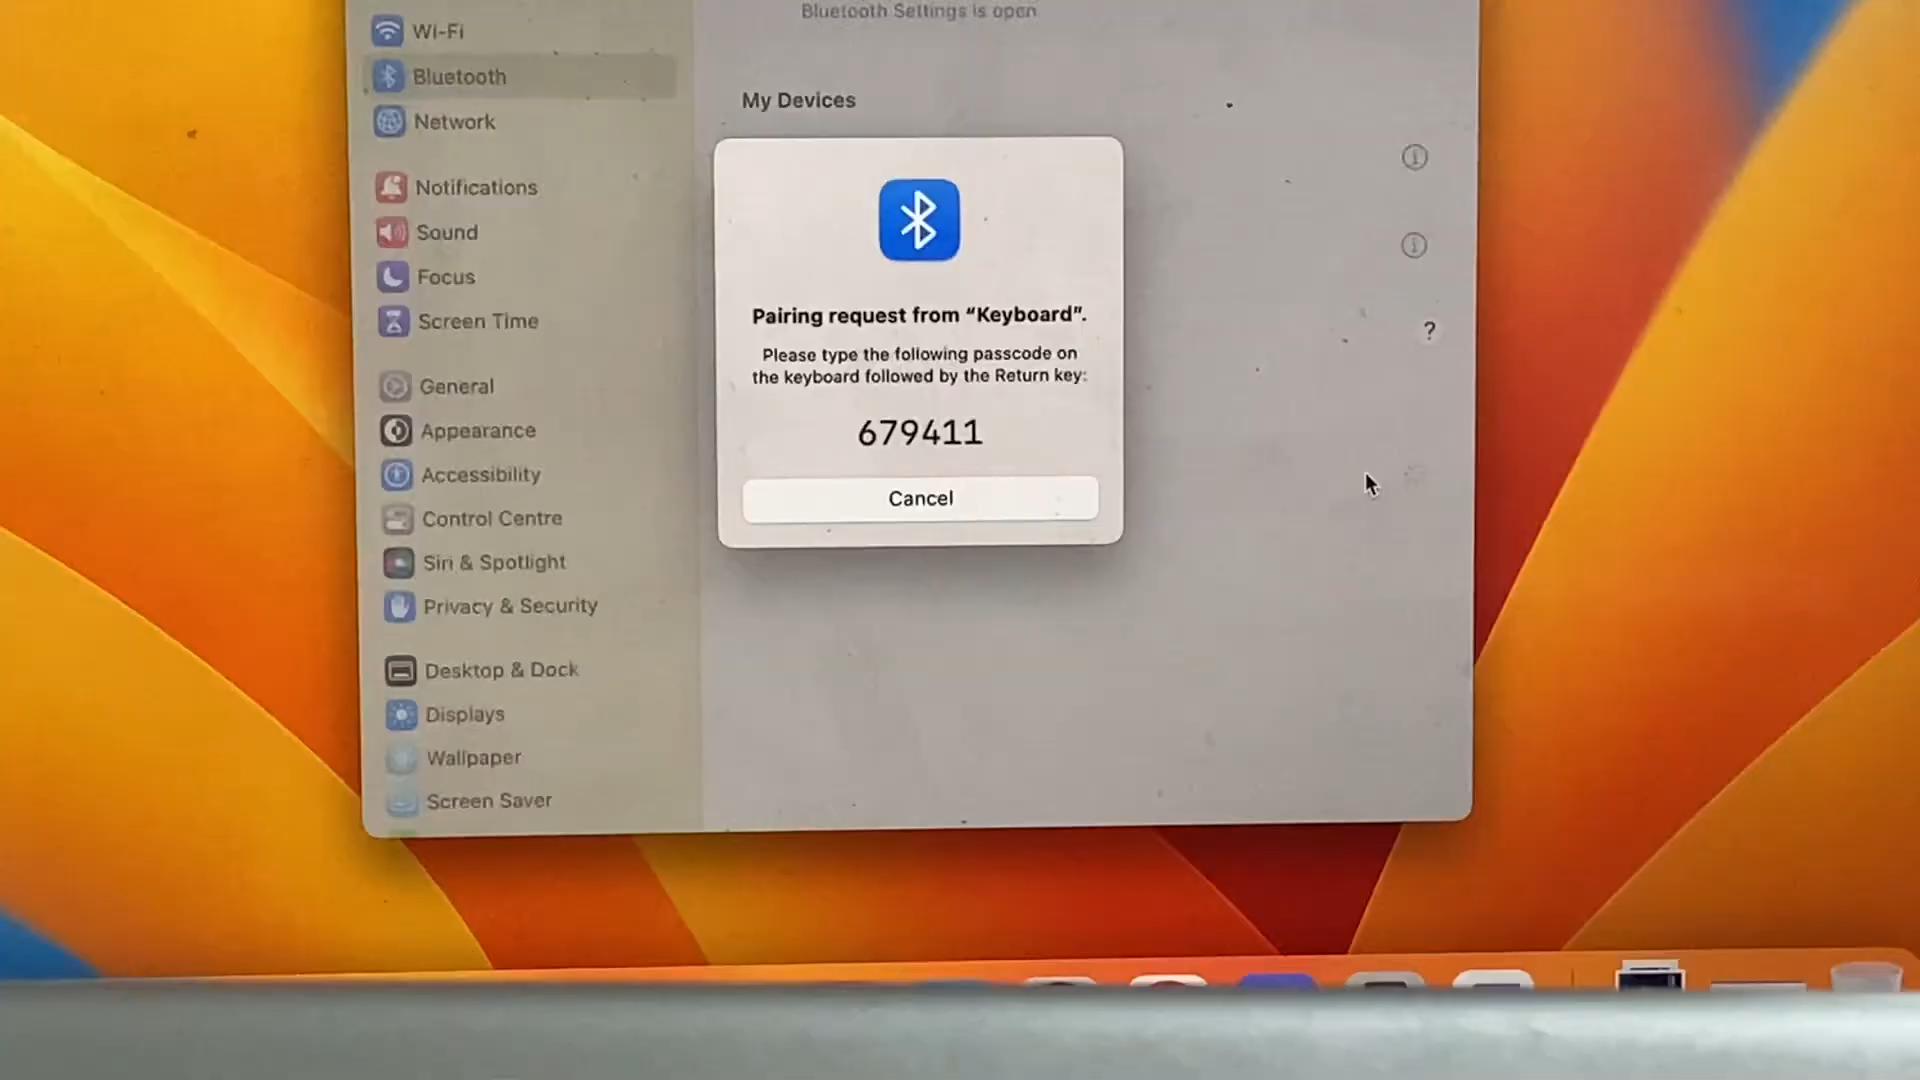 Bluetooth Settings is open
Wi-Fi
Bluetooth
Network
Notifications
Sound
Focus
Screen Time
General
Appearance
Accessibility
Control Centre
Siri & Spotlight
Privacy & Security
Desktop & Dock
Displays
Wallpaper
Screen Saver
My Devices
Pairing request from “Keyboard”.
Please type the following passcode on
the keyboard followed by the Return key:
679411
Cancel
?